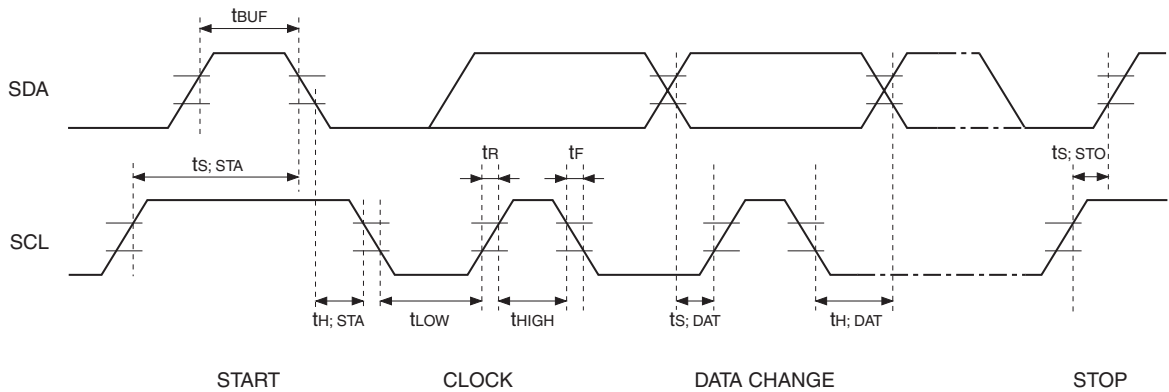 tBUF
SDA
tS; STA
tR
tF
tS; STO
SCL
tH; STA
tLOW
tHIGH
tS; DAT
tH; DAT
START
CLOCK
DATA CHANGE
STOP